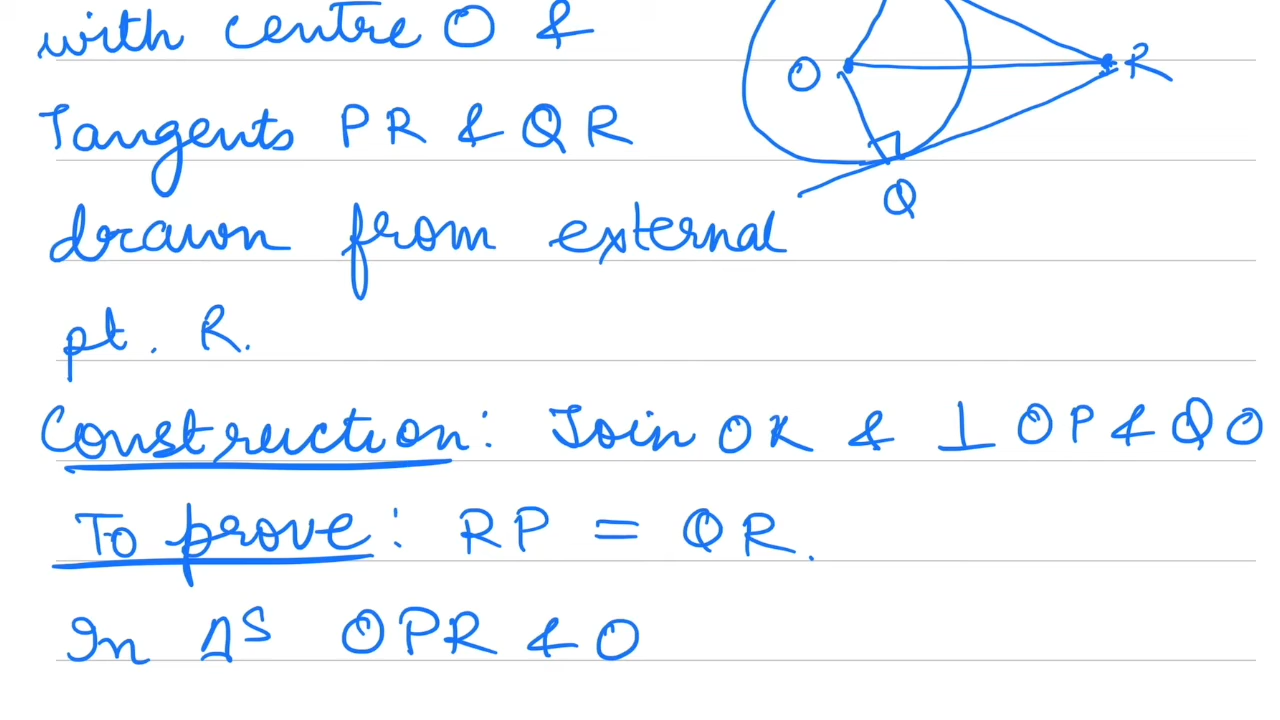 with centre O &
O
R
Tangents PR & QR
Q
drawn from external
pt. R.
Construction: Join OR & ⊥ OP & QO
To prove: RP = QR.
In Δs OPR & O